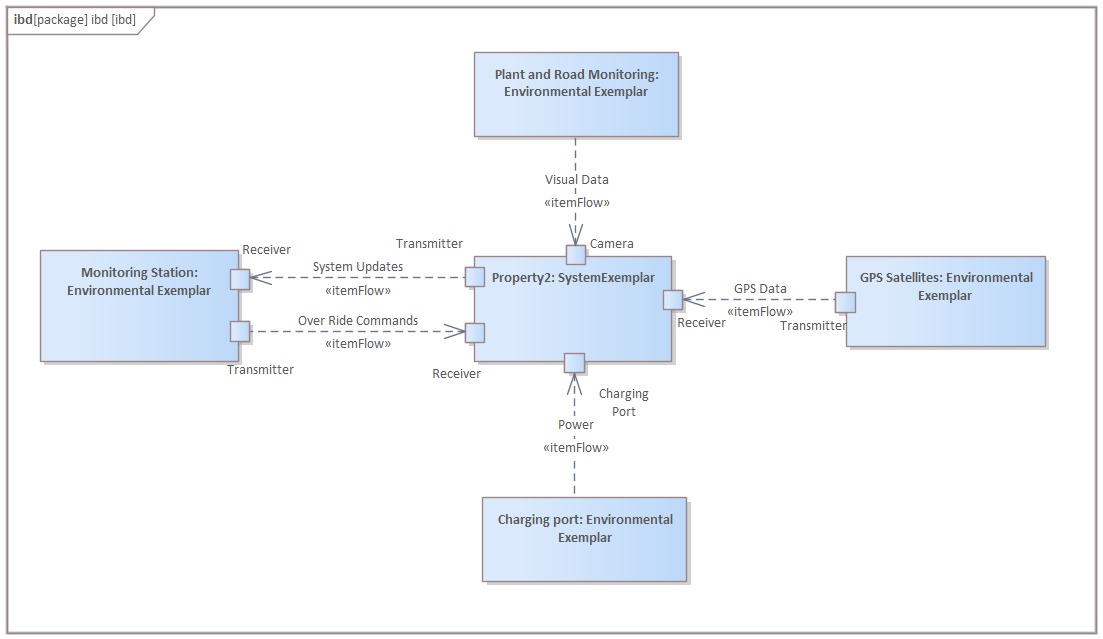 ibd[package] ibd [ibd]
Plant and Road Monitoring:
Environmental Exemplar
Visual Data
«itemFlow»
Camera
Transmitter
Receiver
Monitoring Station:
Environmental Exemplar
System Updates
«itemFlow»
Over Ride Commands
«itemFlow»
Transmitter
Receiver
Property2: SystemExemplar
GPS Data
«itemFlow»
Receiver
Transmitter
GPS Satellites: Environmental
Exemplar
Charging
Port
Power
«itemFlow»
Charging port: Environmental
Exemplar